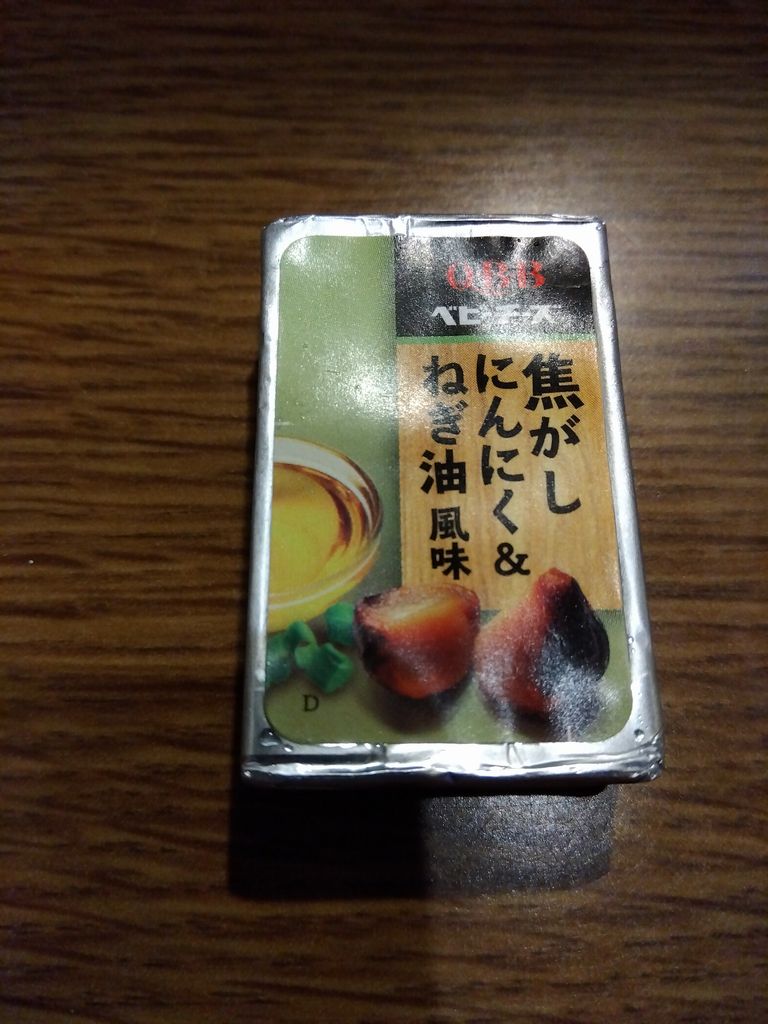 QBB
ベビーチーズ
焦がし
にんにく&
ねぎ油 風味
D